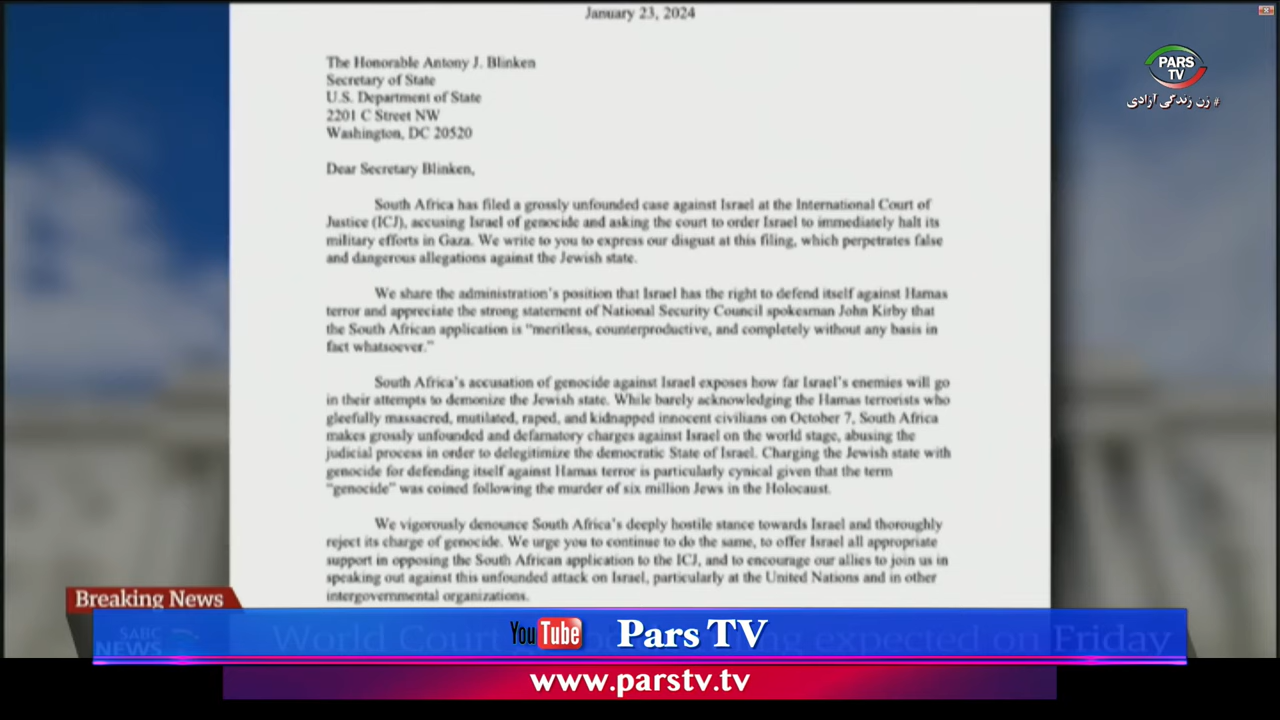 January 23, 2024
The Honorable Antony J. Blinken
Secretary of State
U.S. Department of State
2201 C Street NW
Washington, DC 20520
Dear Secretary Blinken,
South Africa has filed a grossly unfounded case against Israel at the International Court of
Justice (ICJ), accusing Israel of genocide and asking the court to order Israel to immediately halt its
military efforts in Gaza. We write to you to express our disgust at this filing, which perpetrates false
and dangerous allegations against the Jewish state.
We share the administration's position that Israel has the right to defend itself against Hamas
terror and appreciate the strong statement of National Security Council spokesman John Kirby that
the South African application is "meritless, counterproductive, and completely without any basis in
fact whatsoever."
South Africa's accusation of genocide against Israel exposes how far Israel's enemies will go
in their attempts to demonize the Jewish state. While barely acknowledging the Hamas terrorists who
gleefully massacred, mutilated, raped, and kidnapped innocent civilians on October 7, South Africa
makes grossly unfounded and defamatory charges against Israel on the world stage, abusing the
judicial process in order to delegitimize the democratic State of Israel. Charging the Jewish state with
genocide for defending itself against Hamas terror is particularly cynical given that the term
"genocide" was coined following the murder of six million Jews in the Holocaust.
We vigorously denounce South Africa's deeply hostile stance towards Israel and thoroughly
reject its charge of genocide. We urge you to continue to do the same, to offer Israel all appropriate
support in opposing the South African application to the ICJ, and to encourage our allies to join us in
speaking out against this unfounded attack on Israel, particularly at the United Nations and in other
intergovernmental organizations.
PARS
TV
# زن زندگی آزادی
Breaking News
SABC
NEWS
World Court expected on Friday
YouTube Pars TV
www.parstv.tv